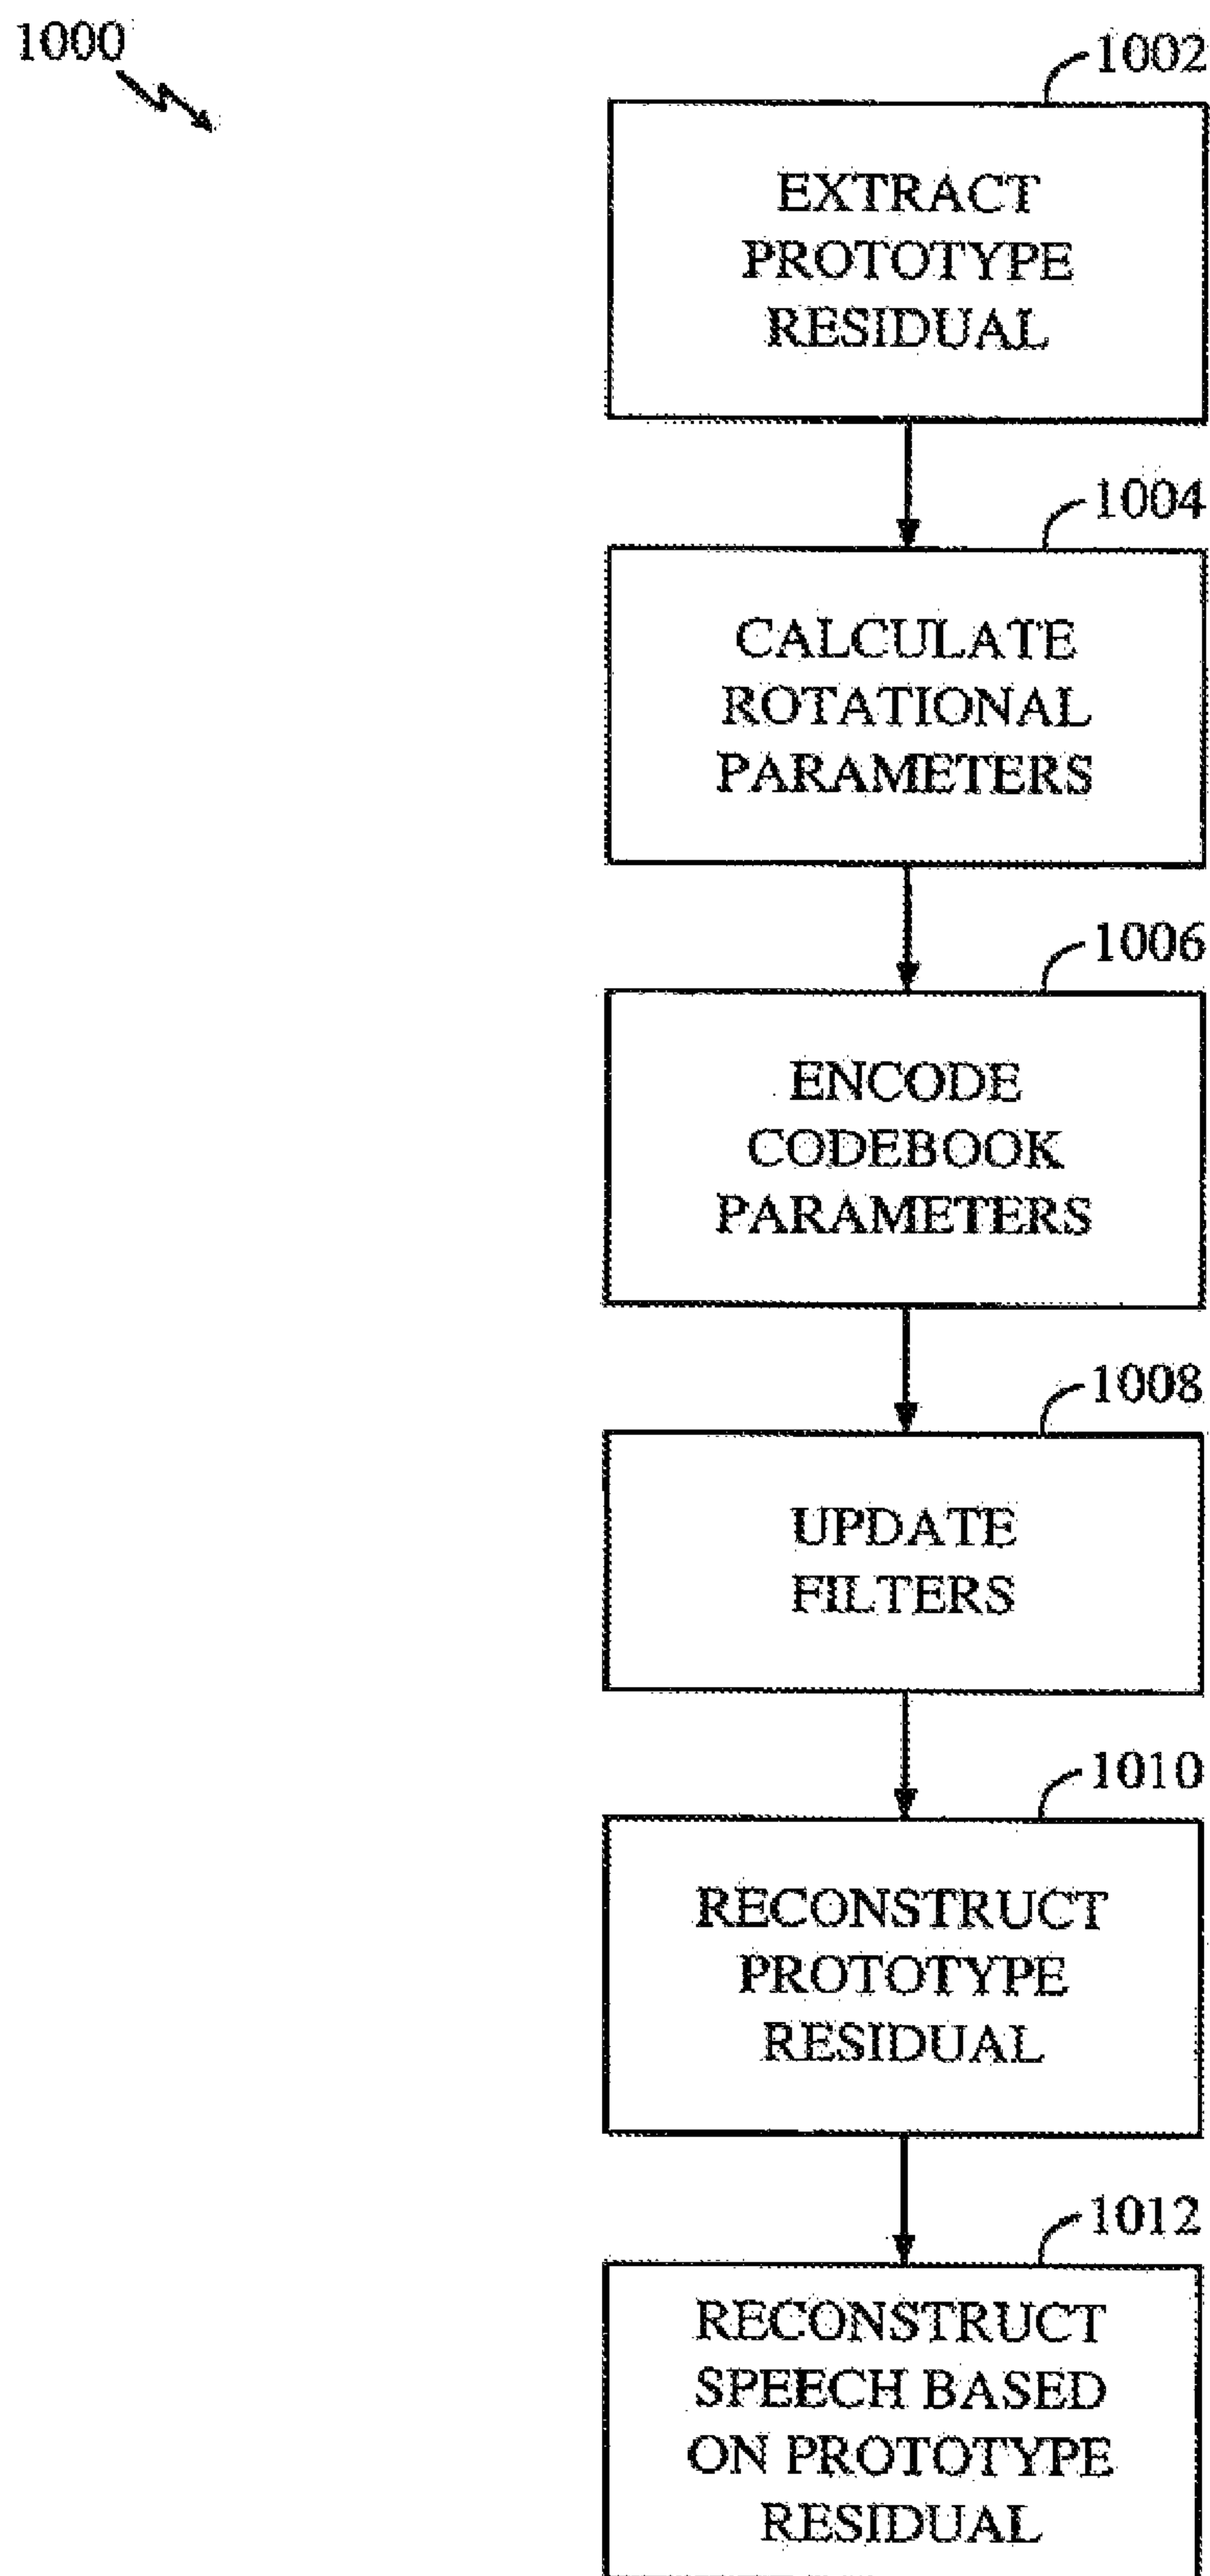 1000
1002
EXTRACT
PROTOTYPE
RESIDUAL
1004
CALCULATE
ROTATIONAL
PARAMETERS
1006
ENCODE
CODEBOOK
PARAMETERS
1008
UPDATE
FILTERS
1010
RECONSTRUCT
PROTOTYPE
RESIDUAL
1012
RECONSTRUCT
SPEECH BASED
ON PROTOTYPE
RESIDUAL